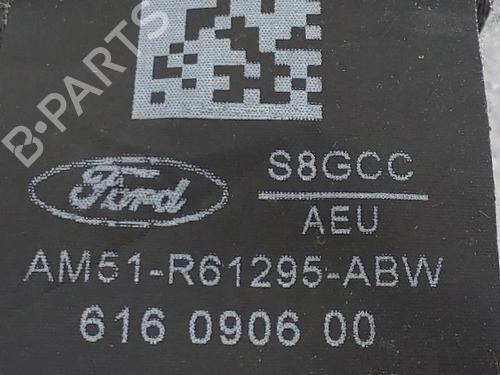 B-PARTS
Ford
S8GCC
AEU
AM51-R61295-ABW
616 0906 00